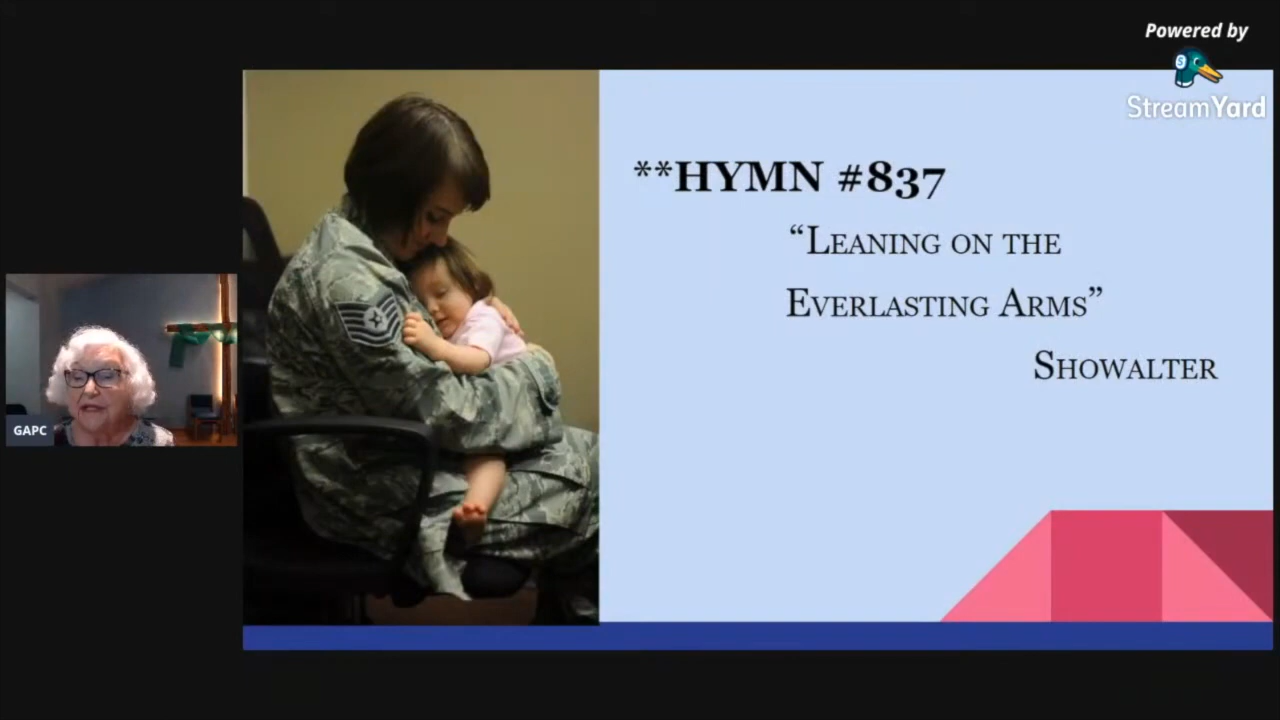 Powered by
StreamYard
**HYMN #837
“LEANING ON THE
EVERLASTING ARMS”
SHOWALTER
GAPC